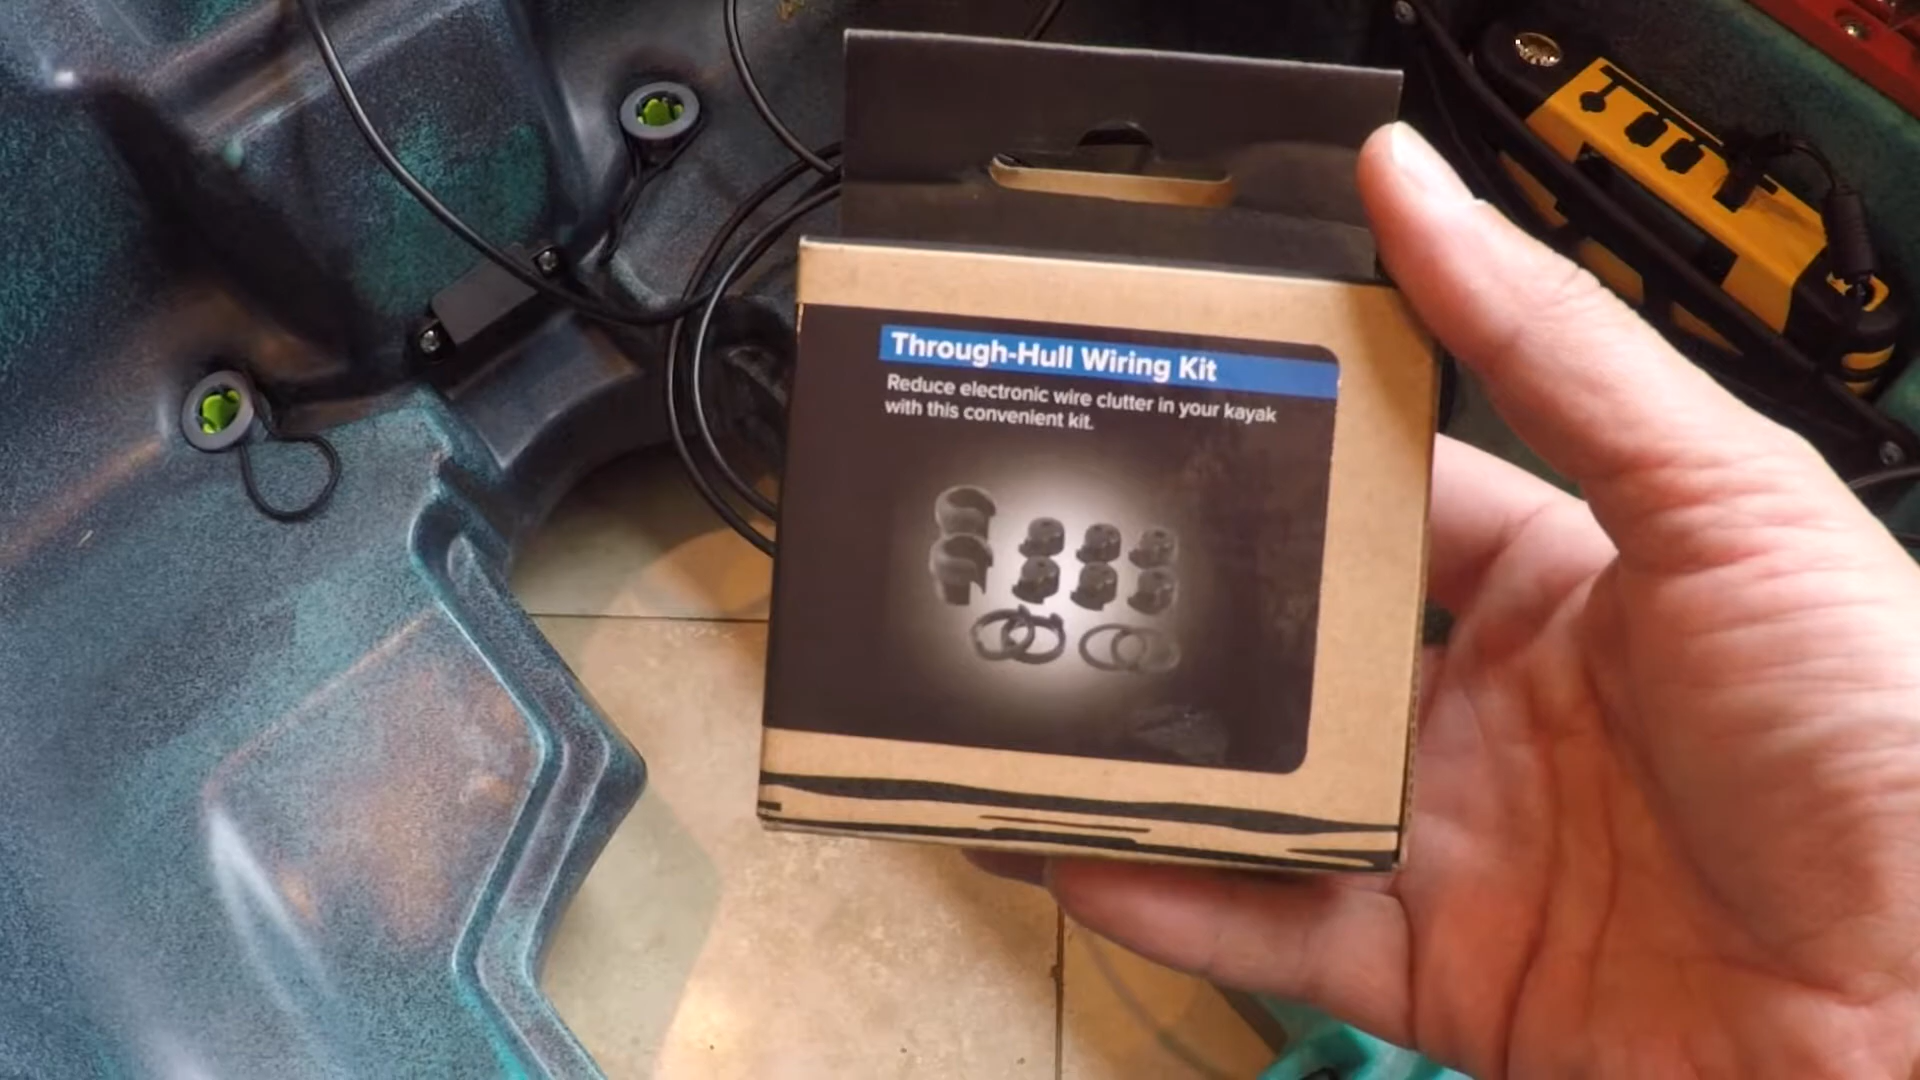 Through-Hull Wiring Kit
Reduce electronic wire clutter in your kayak
with this convenient kit.